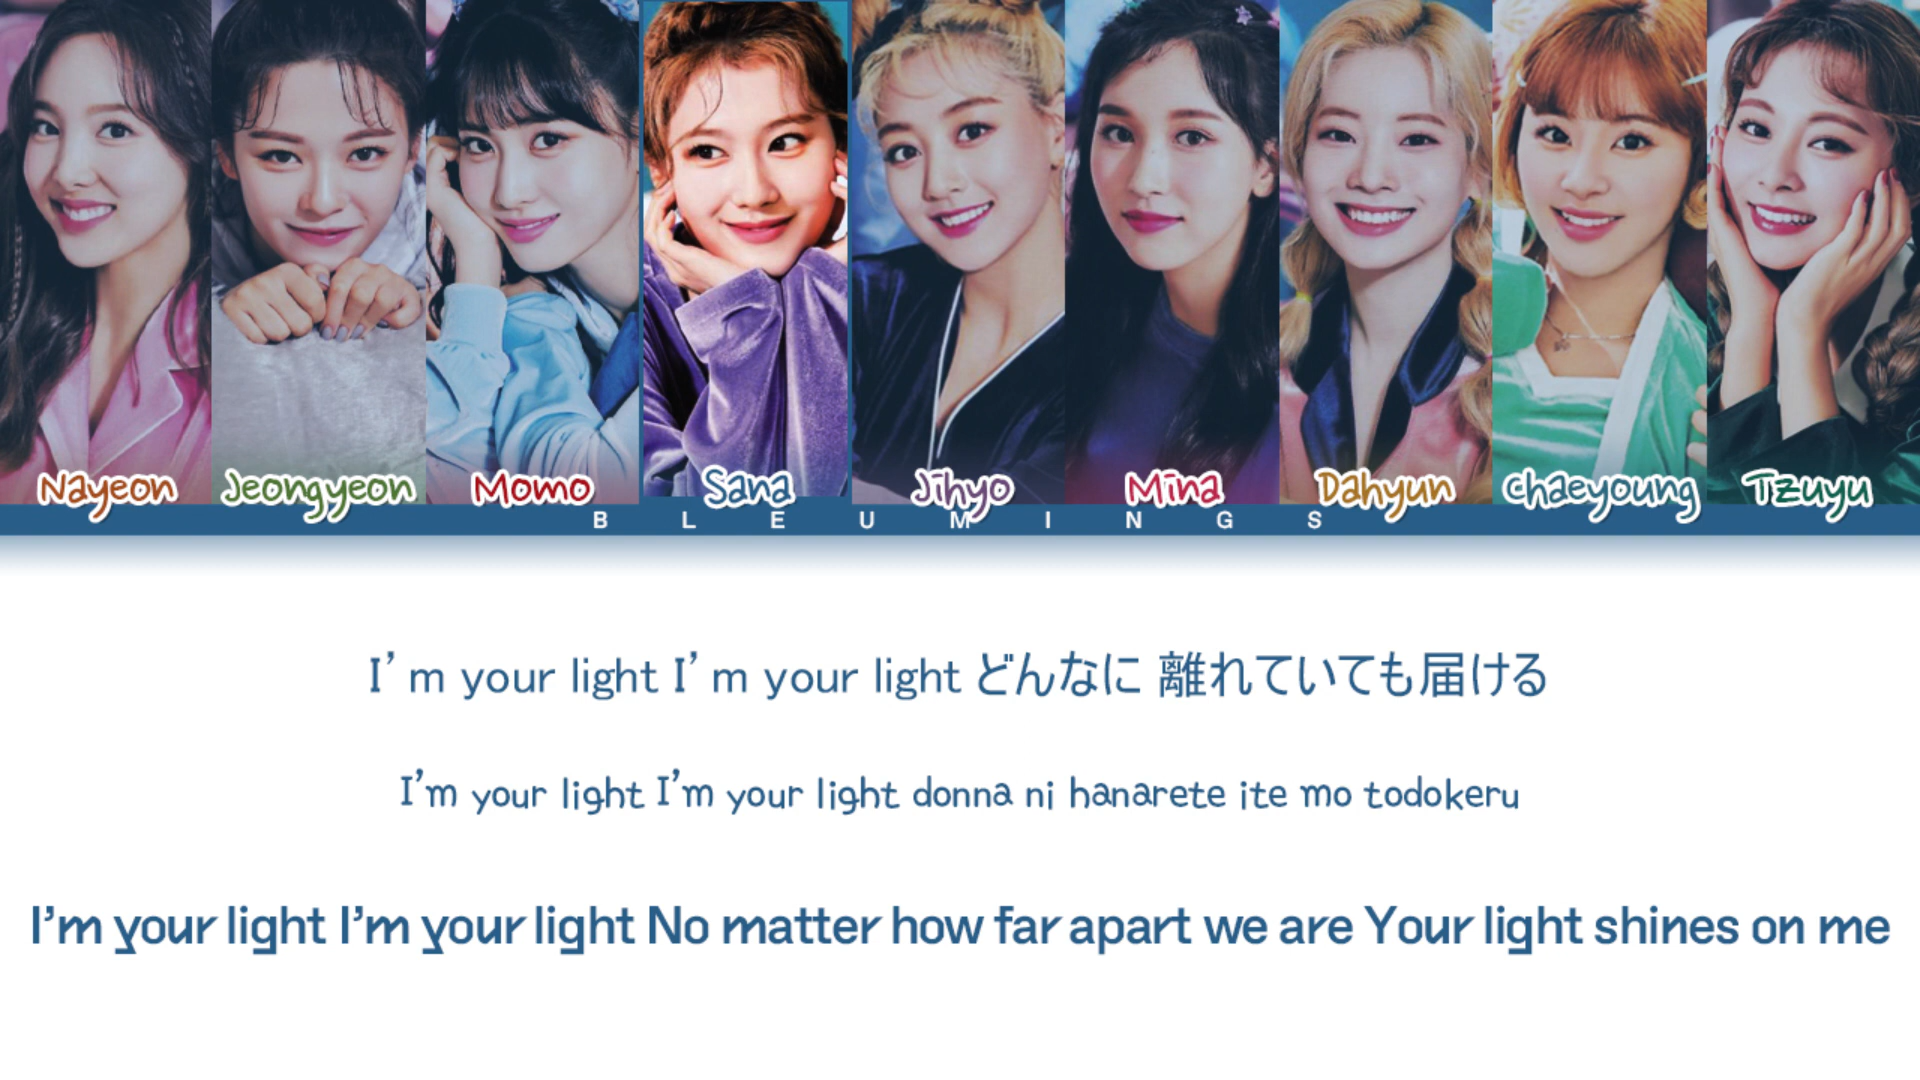 Nayeon Jeongyeon Momo Sana Jihyo Mina Dahyun chaeyoung Tzuyu
BLEUMINGS
I’m your light I’m your light どんなに 離れていても届ける
I’m your light I’m your light donna ni hanarete ite mo todokeru
I’m your light I’m your light No matter how far apart we are Your light shines on me